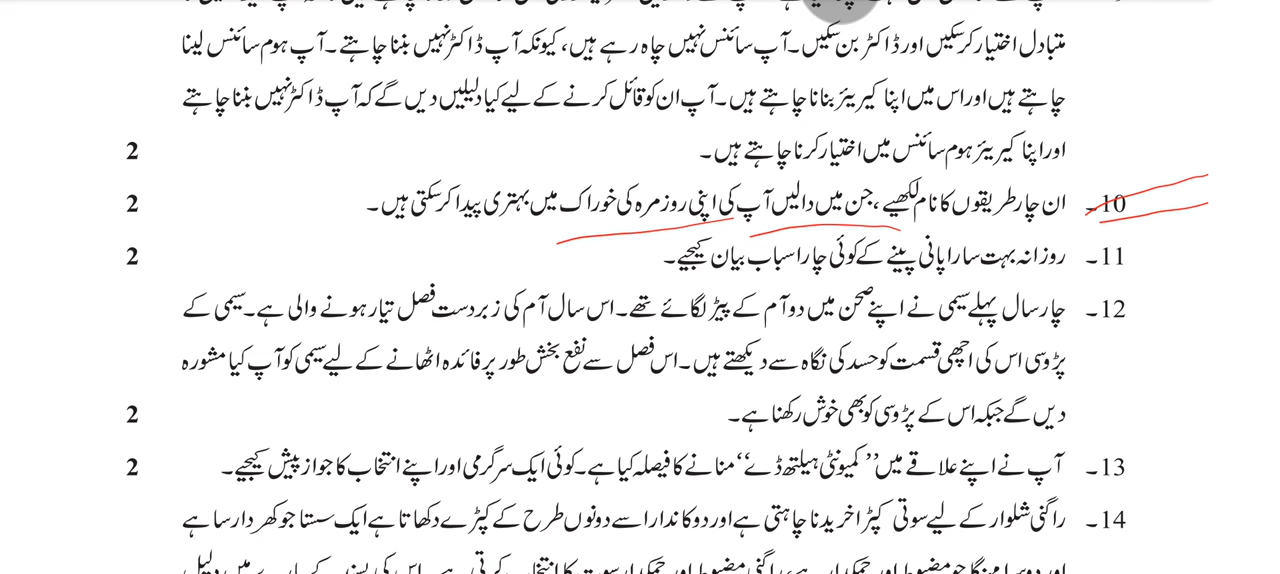 متبادل اختیار کرسکیں اور ڈاکٹر بن سکیں۔ آپ سائنس نہیں چاہ رہے ہیں، کیونکہ آپ ڈاکٹر نہیں بننا چاہتے۔ آپ ہوم سائنس لینا
چاہتے ہیں اور اس میں اپنا کیریئر بنانا چاہتے ہیں۔ آپ ان کو قائل کرنے کے لیے کیا دلیلیں دیں گے کہ آپ ڈاکٹر نہیں بننا چاہتے
اور اپنا کیریئر ہوم سائنس میں اختیار کرنا چاہتے ہیں۔ 2
10۔ ان چار طریقوں کا نام لکھیے، جن میں دالیں آپ کی اپنی روزمرہ کی خوراک میں بہتری پیدا کرسکتی ہیں۔ 2
11۔ روزانہ بہت سارا پانی پینے کے کوئی چار اسباب بیان کیجیے۔ 2
12۔ چار سال پہلے سیمی نے اپنے صحن میں دو آم کے پیڑ لگائے تھے۔ اس سال آم کی زبردست فصل تیار ہونے والی ہے۔ سیمی کے
پڑوسی اس کی اچھی قسمت کو حسد کی نگاہ سے دیکھتے ہیں۔ اس فصل سے نفع بخش طور پر فائدہ اٹھانے کے لیے سیمی کو آپ کیا مشورہ
دیں گے جبکہ اس کے پڑوسی کو بھی خوش رکھنا ہے۔ 2
13۔ آپ نے اپنے علاقے میں ”کمیونٹی ہیلتھ ڈے“ منانے کا فیصلہ کیا ہے۔ کوئی ایک سرگرمی اور اپنے انتخاب کا جواز پیش کیجیے۔ 2
14۔ راگنی شلوار کے لیے سوتی کپڑا خریدنا چاہتی ہے اور دوکاندار اسے دونوں طرح کے کپڑے دکھاتا ہے ایک سستا جو کھردار سا ہے